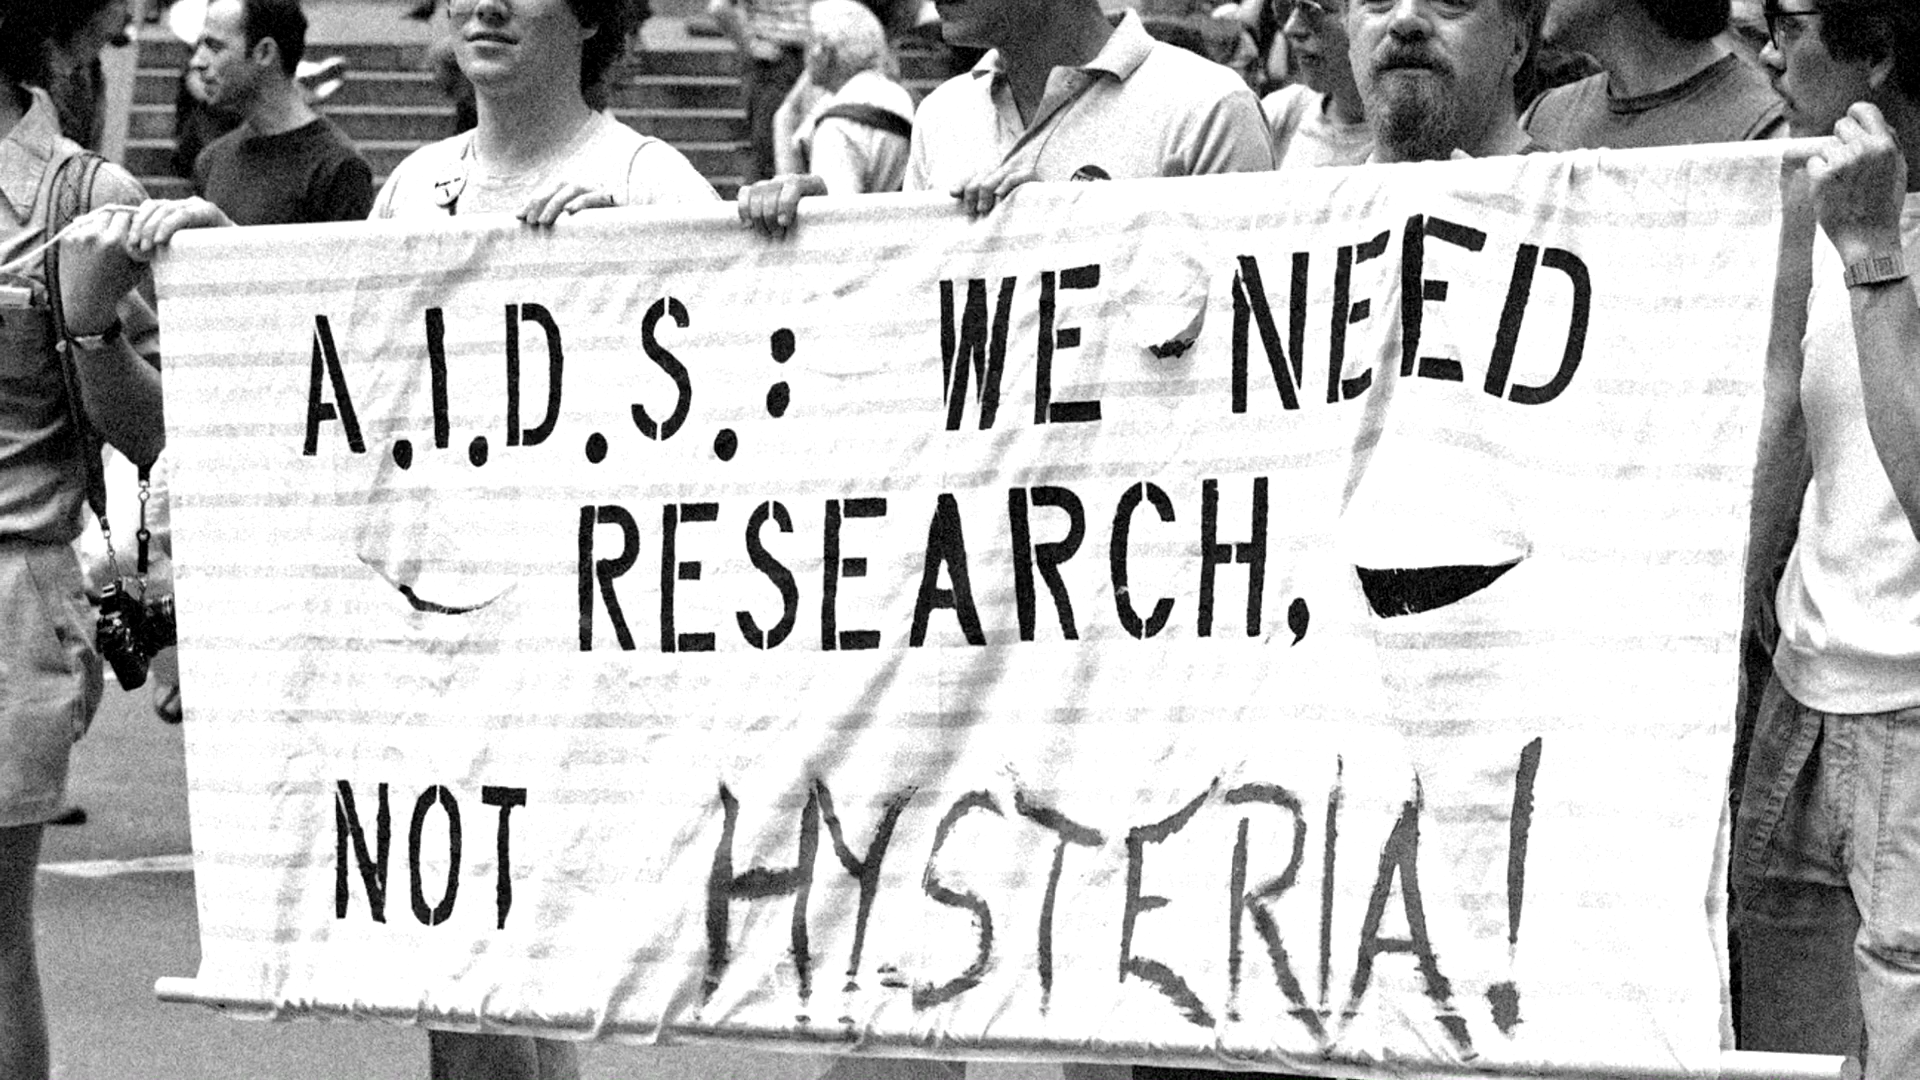 A.I.D.S.: WE NEED
RESEARCH,
NOT HYSTERIA!